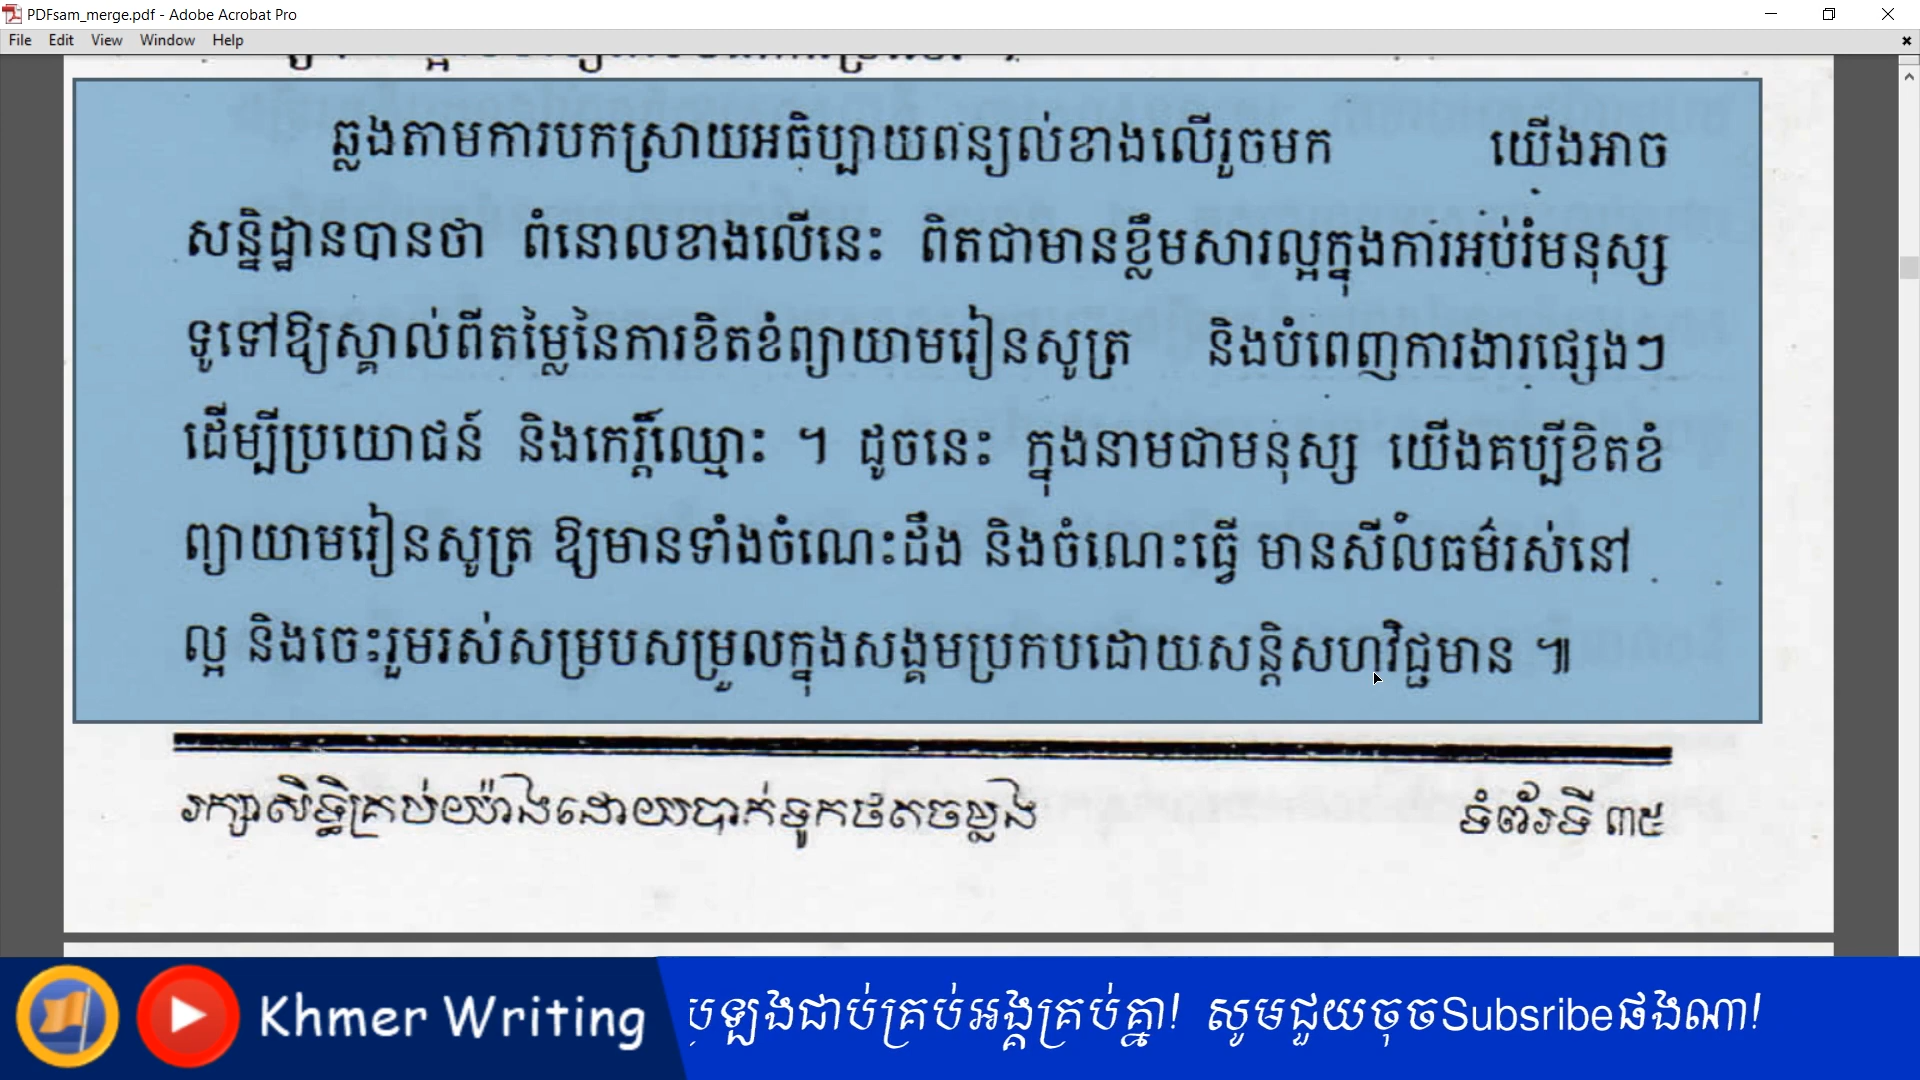 PDFsam_merge.pdf - Adobe Acrobat Pro
File Edit View Window Help
ឆ្លងតាមការបកស្រាយអធិប្បាយពន្យល់ខាងលើរួចមក យើងអាច
សន្និដ្ឋានបានថា ពំនោលខាងលើនេះ ពិតជាមានខ្លឹមសារល្អក្នុងការអប់រំមនុស្ស
ទូទៅឱ្យស្គាល់ពីតម្លៃនៃការខិតខំព្យាយាមរៀនសូត្រ និងបំពេញការងារផ្សេងៗ
ដើម្បីប្រយោជន៍ និងកេរ្តិ៍ឈ្មោះ ។ ដូចនេះ ក្នុងនាមជាមនុស្ស យើងគប្បីខិតខំ
ព្យាយាមរៀនសូត្រ ឱ្យមានទាំងចំណេះដឹង និងចំណេះធ្វើ មានសីលំធម៌រស់នៅ
ល្អ និងចេះរួមរស់សម្របសម្រួលក្នុងសង្គមប្រកបដោយសន្តិសហវិជ្ជមាន ៕
រក្សាសិទ្ធិគ្រប់យ៉ាងដោយបាក់ទូកថតចម្លង ទំព័រទី ៣៥
Khmer Writing ប្រឡងជាប់គ្រប់អង្គគ្រប់គ្នា! សូមជួយចុចSubsribeផងណា!